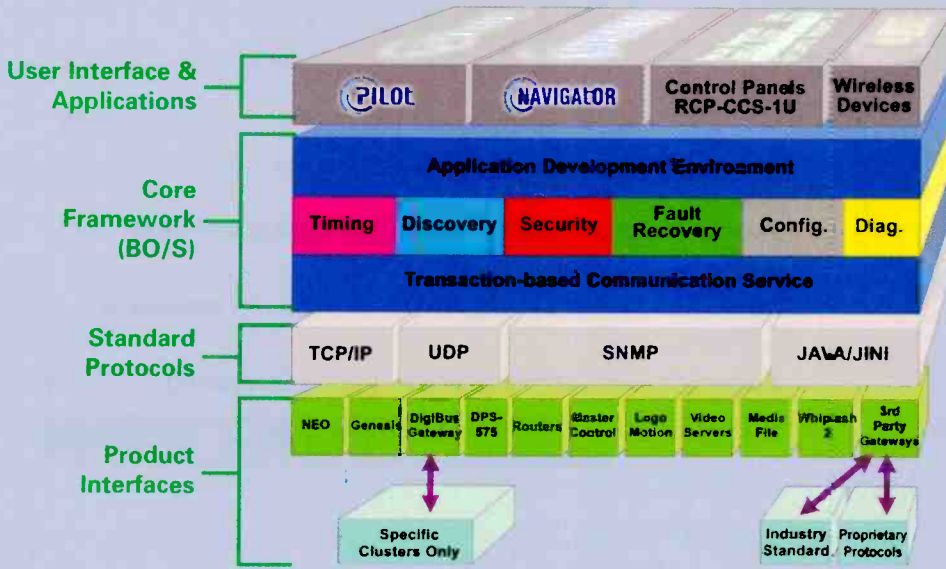 User Interface &
Applications
PILOT
NAVIGATOR
Control Panels
RCP-CCS-1U
Wireless
Devices
Core
Framework
(BO/S)
Application Development Environment
Timing
Discovery
Security
Fault
Recovery
Config.
Diag.
Transaction-based Communication Service
Standard
Protocols
TCP/IP
UDP
SNMP
JAVA/JINI
Product
Interfaces
NEO
Genesis
DigiBus
Gateway
DPS-
575
Routers
Master
Control
Logo
Motion
Video
Servers
Media
File
Whiplash
2
3rd
Party
Gateways
Specific
Clusters Only
Industry
Standard
Proprietary
Protocols